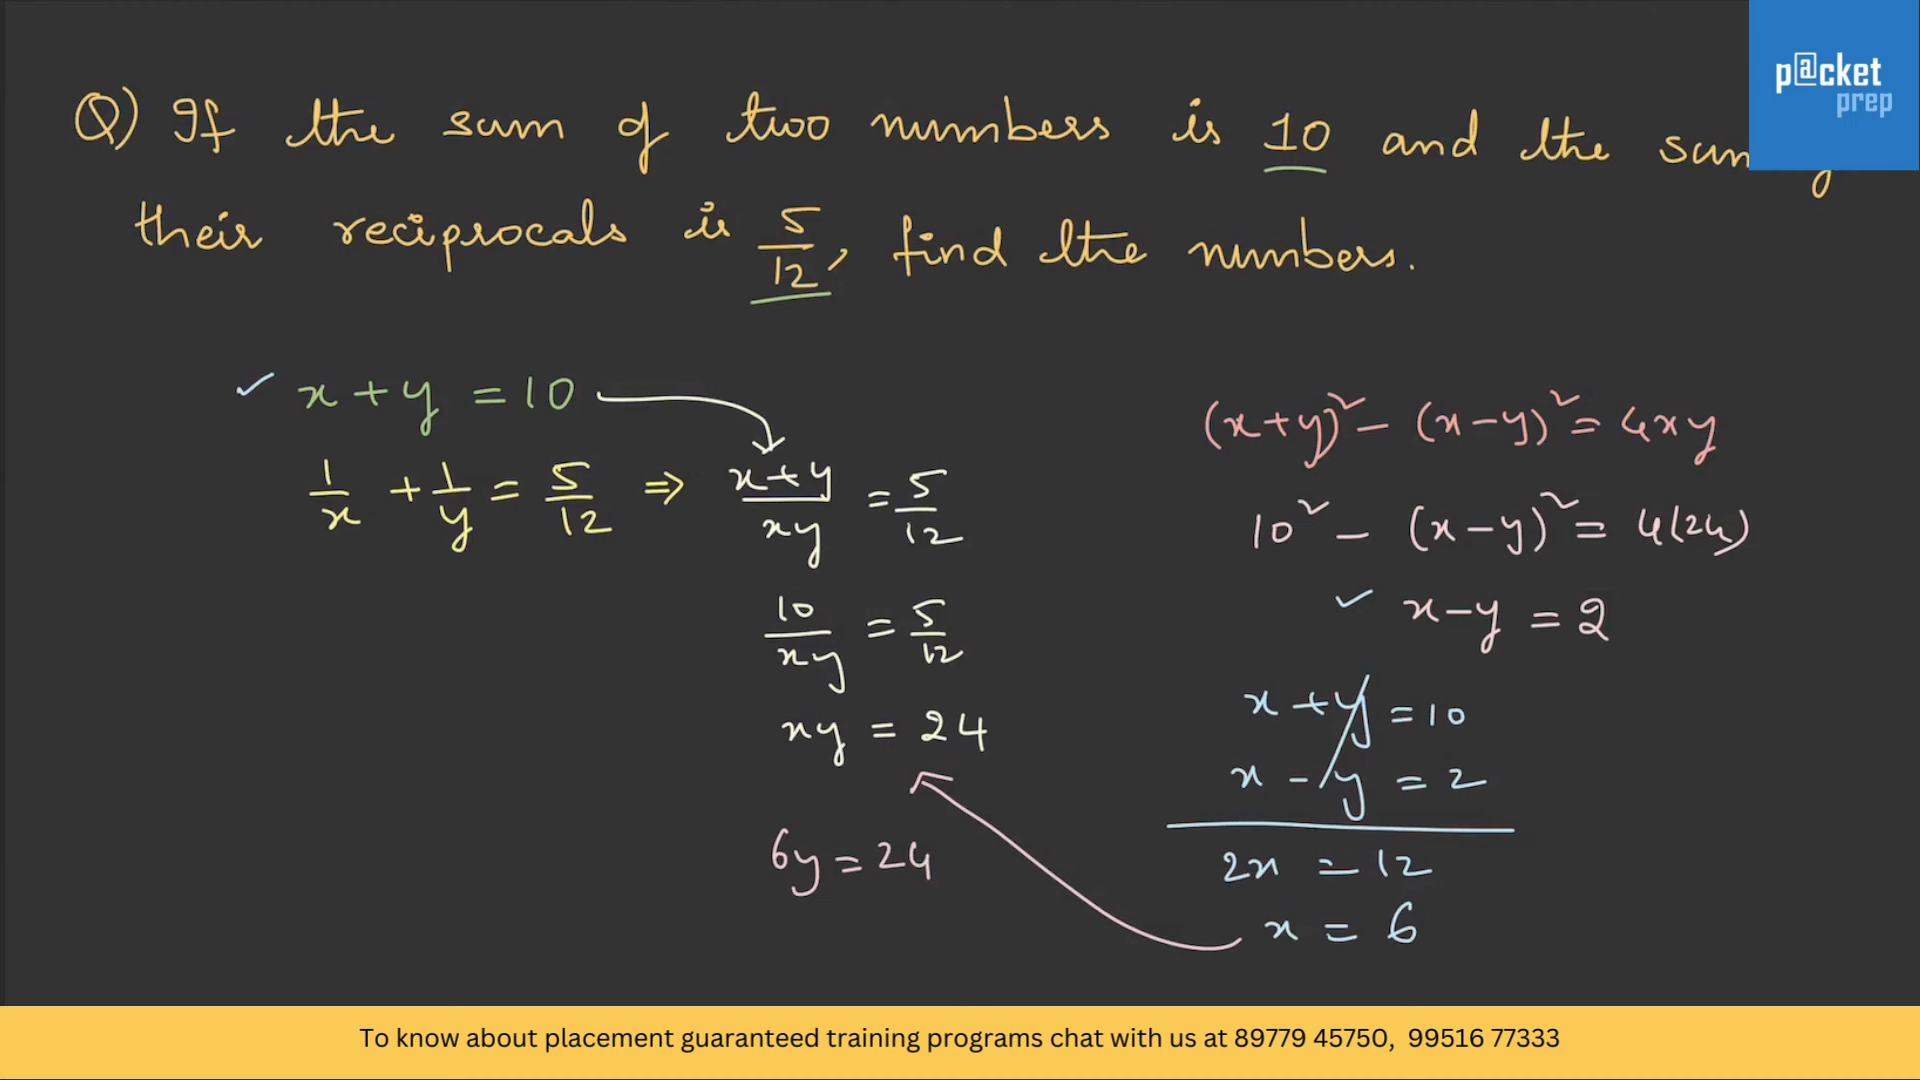 p@cket
prep
Q) If the sum of two numbers is 10 and the
their reciprocals is 5/12, find the numbers.
x+y = 10
1/x + 1/y = 5/12 ⇒ x+y/xy = 5/12
10/xy = 5/12
xy = 24
6y = 24
(x+y)² - (x-y)² = 4xy
10² - (x-y)² = 4(24)
x-y = 2
x+y = 10
x-y = 2
2x = 12
x = 6
To know about placement guaranteed training programs chat with us at 89779 45750, 99516 77333